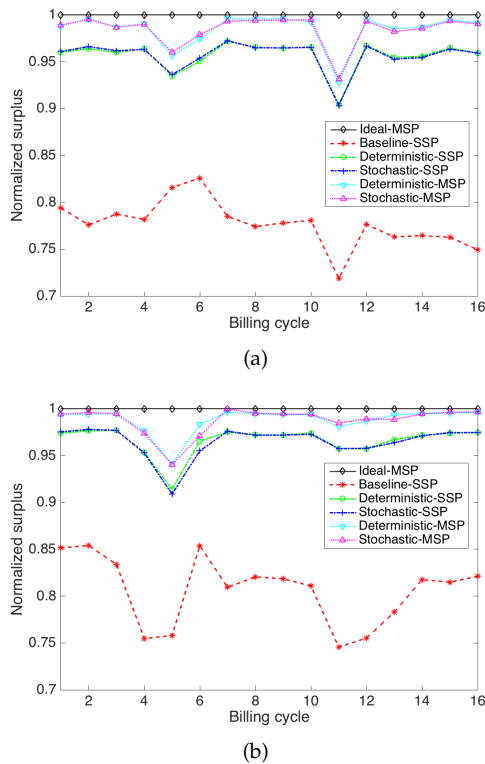 1
0.95
0.9
0.85
0.8
0.75
0.7
Normalized surplus
Ideal-MSP
Baseline-SSP
Deterministic-SSP
Stochastic-SSP
Deterministic-MSP
Stochastic-MSP
2 4 6 8 10 12 14 16
Billing cycle
(a)
1
0.95
0.9
0.85
0.8
0.75
0.7
Normalized surplus
Ideal-MSP
Baseline-SSP
Deterministic-SSP
Stochastic-SSP
Deterministic-MSP
Stochastic-MSP
2 4 6 8 10 12 14 16
Billing cycle
(b)